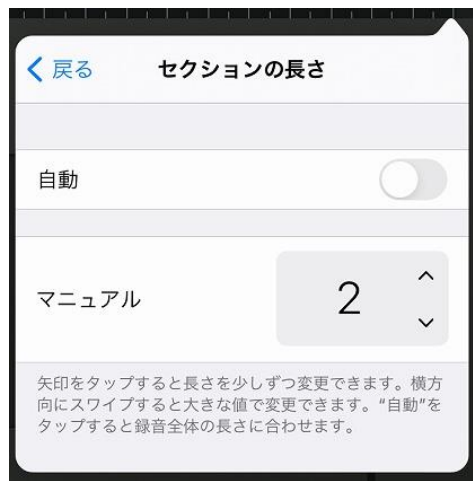 戻る セクションの長さ
自動
マニュアル 2
矢印をタップすると長さを少しずつ変更できます。横方
向にスワイプすると大きな値で変更できます。“自動”を
タップすると録音全体の長さに合わせます。